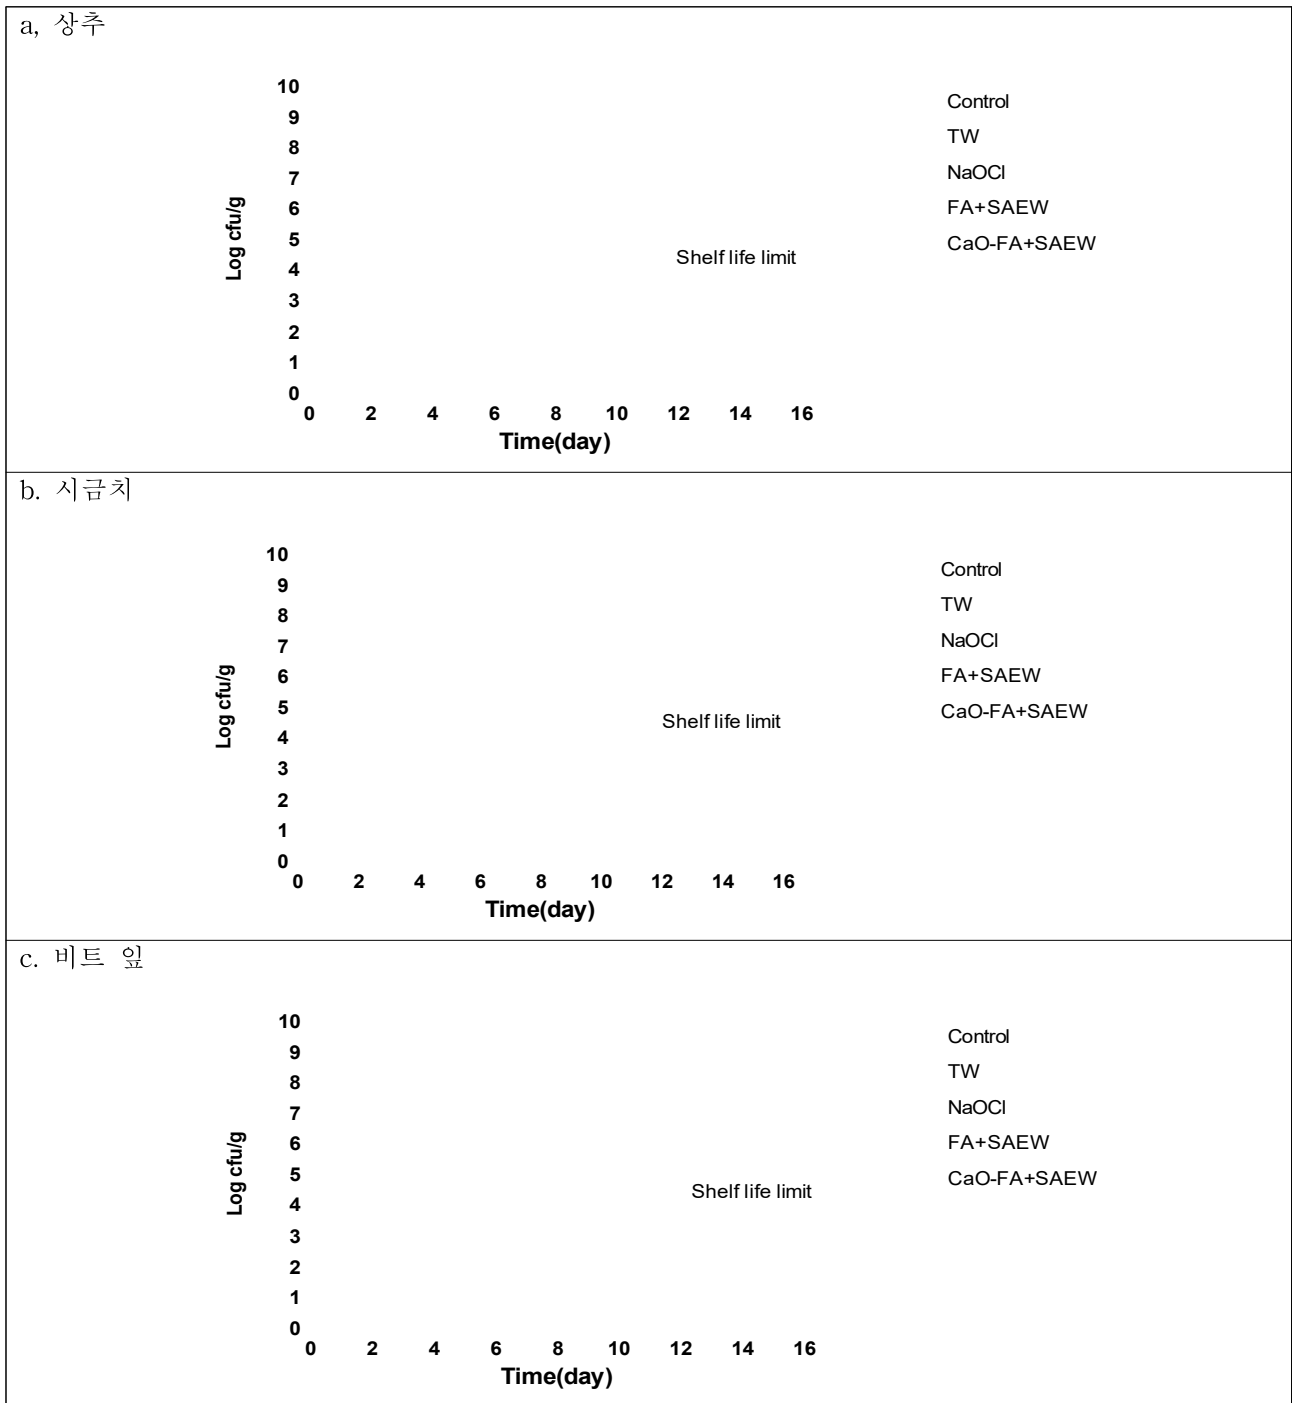 a, 상추
10
9
8
7
6
5
4
3
2
1
0
Log cfu/g
0 2 4 6 8 10 12 14 16
Time(day)
Shelf life limit
Control
TW
NaOCl
FA+SAEW
CaO-FA+SAEW
b. 시금치
10
9
8
7
6
5
4
3
2
1
0
Log cfu/g
0 2 4 6 8 10 12 14 16
Time(day)
Shelf life limit
Control
TW
NaOCl
FA+SAEW
CaO-FA+SAEW
c. 비트 잎
10
9
8
7
6
5
4
3
2
1
0
Log cfu/g
0 2 4 6 8 10 12 14 16
Time(day)
Shelf life limit
Control
TW
NaOCl
FA+SAEW
CaO-FA+SAEW